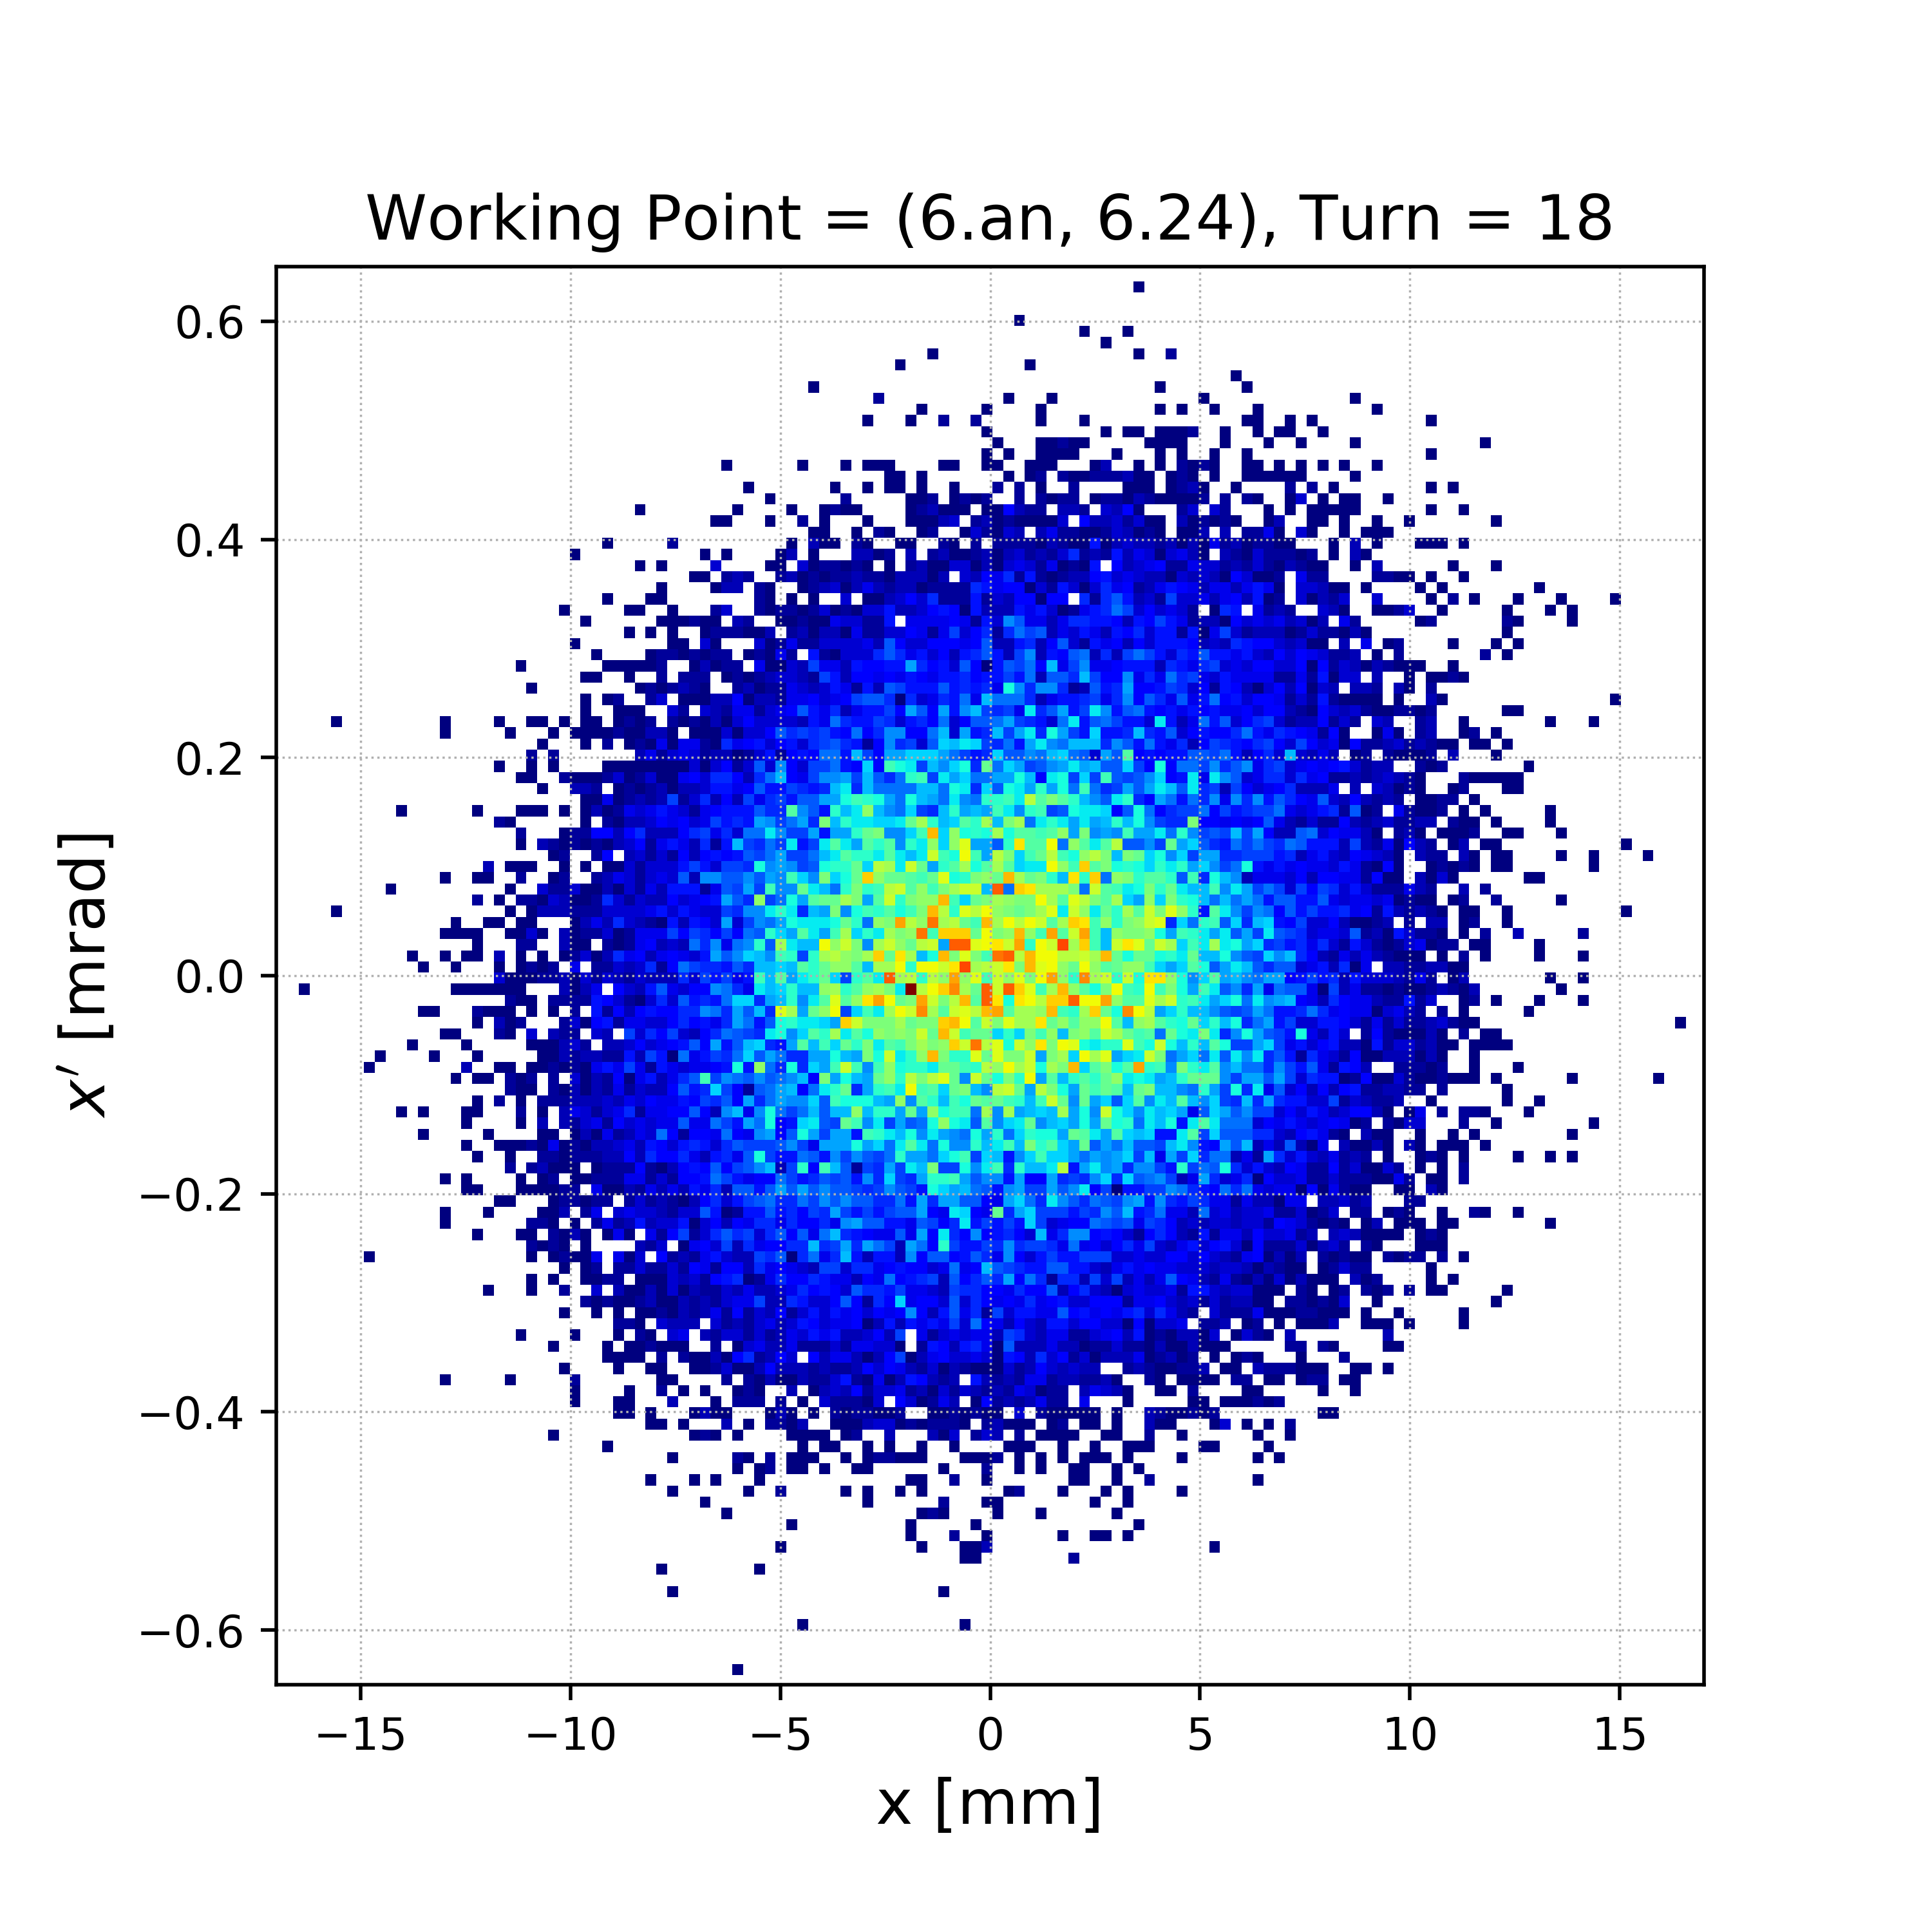 Working Point = (6.an, 6.24), Turn = 18
0.6
0.4
0.2
0.0
−0.2
−0.4
−0.6
x′ [mrad]
−15 −10 −5 0 5 10 15
x [mm]